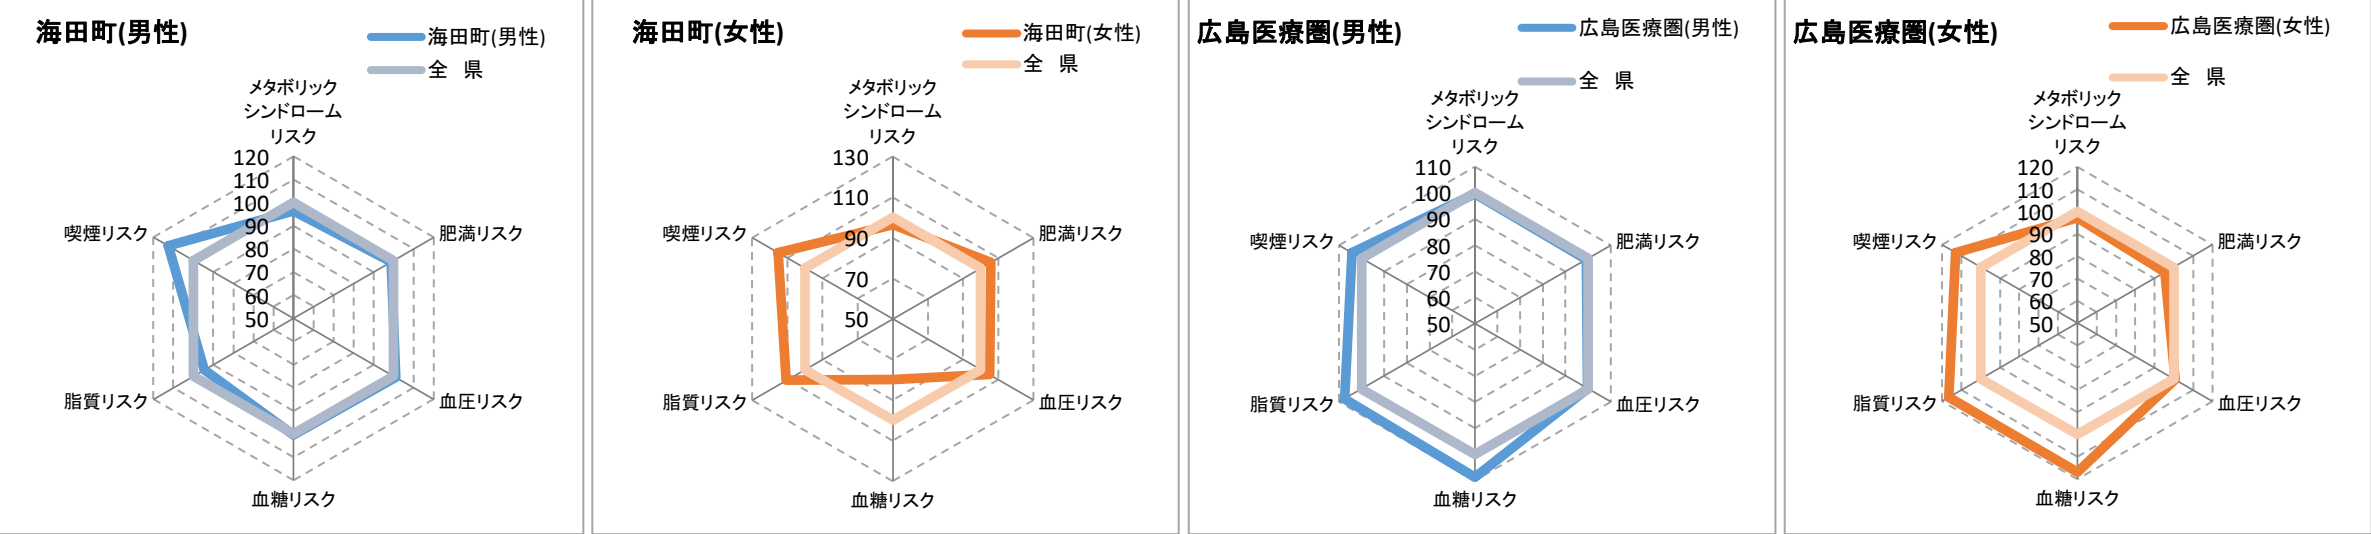 海田町(男性)
海田町(男性)
全 県
メタボリック
シンドローム
リスク
120
110
100
90
80
70
60
50
喫煙リスク
肥満リスク
脂質リスク
血圧リスク
血糖リスク
海田町(女性)
海田町(女性)
全 県
メタボリック
シンドローム
リスク
130
110
90
70
50
喫煙リスク
肥満リスク
脂質リスク
血圧リスク
血糖リスク
広島医療圏(男性)
広島医療圏(男性)
全 県
メタボリック
シンドローム
リスク
110
100
90
80
70
60
50
喫煙リスク
肥満リスク
脂質リスク
血圧リスク
血糖リスク
広島医療圏(女性)
広島医療圏(女性)
全 県
メタボリック
シンドローム
リスク
120
110
100
90
80
70
60
50
喫煙リスク
肥満リスク
脂質リスク
血圧リスク
血糖リスク